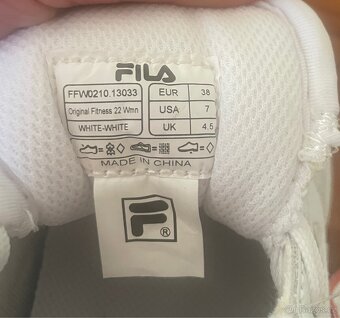 FILA
FFW0210.13033 EUR 38
Original Fitness 22 Wmn USA 7
WHITE-WHITE UK 4.5
MADE IN CHINA
F ®